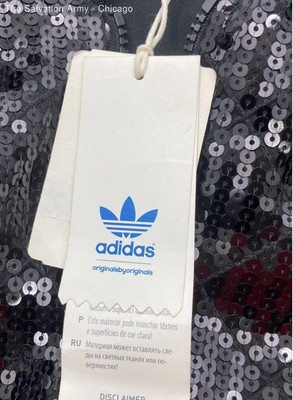 The Salvation Army - Chicago
adidas
originalsbyoriginals
P Este material pode manchar têxteis
e superfícies de cor clara!
RU Материал может оставлять сле-
ды на светлых тканях или по-
верхностях!
DISCLAIMER